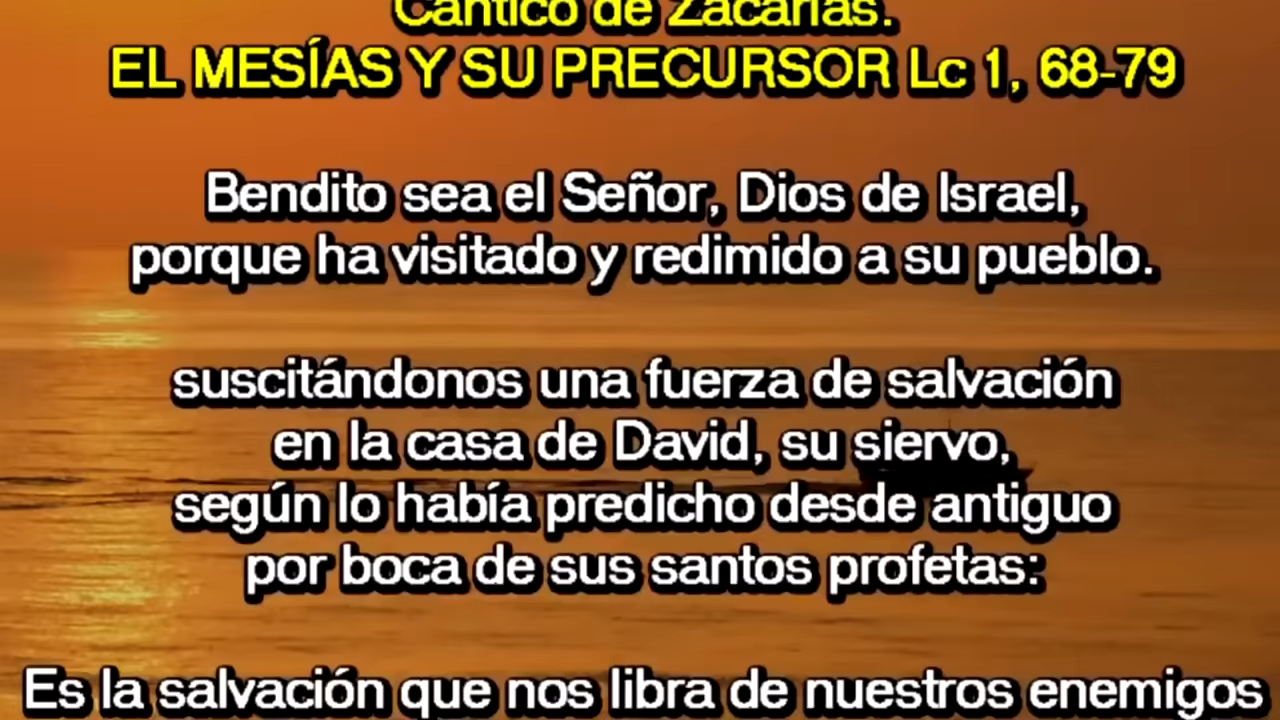 Cántico de Zacarías.
EL MESÍAS Y SU PRECURSOR Lc 1, 68-79
Bendito sea el Señor, Dios de Israel,
porque ha visitado y redimido a su pueblo.
suscitándonos una fuerza de salvación
en la casa de David, su siervo,
según lo había predicho desde antiguo
por boca de sus santos profetas:
Es la salvación que nos libra de nuestros enemigos